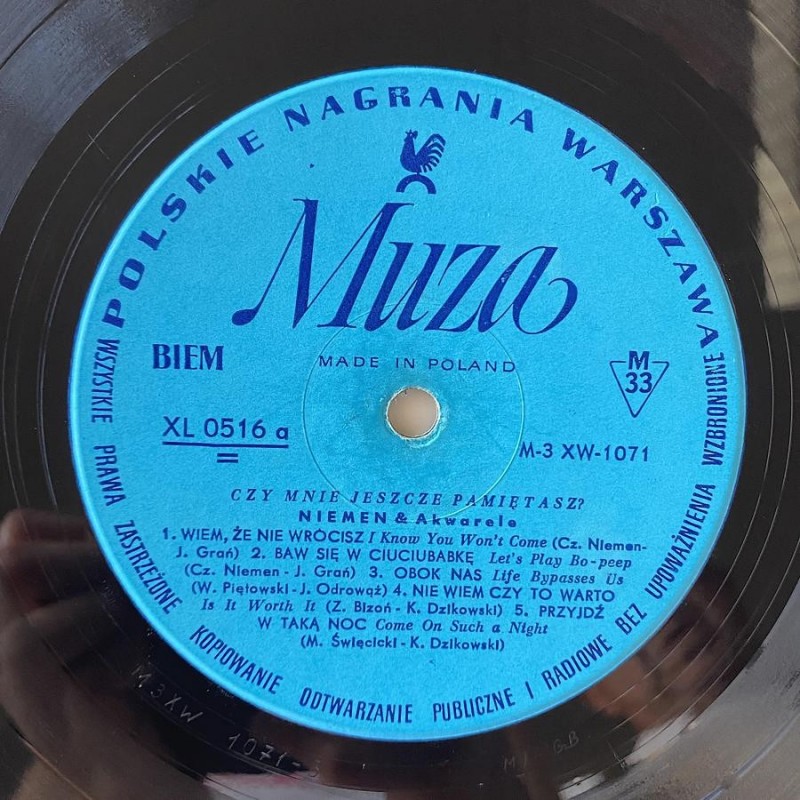 POLSKIE NAGRANIA WARSZAWA
Muza
BIEM
MADE IN POLAND
M
33
XL 0516 a
M-3 XW-1071
CZY MNIE JESZCZE PAMIĘTASZ?
NIEMEN & Akwarele
1. WIEM, ŻE NIE WRÓCISZ I Know You Won't Come (Cz. Niemen-
J. Grań) 2. BAW SIĘ W CIUCIUBABKĘ Let's Play Bo-peep
(Cz. Niemen - J. Grań) 3. OBOK NAS Life Bypasses Us
(W. Piętowski - J. Odrowąż) 4. NIE WIEM CZY TO WARTO
Is It Worth It (Z. Bizoń - K. Dzikowski) 5. PRZYJDŹ
W TAKĄ NOC Come On Such a Night
(M. Święcicki - K. Dzikowski)
WSZYSTKIE PRAWA ZASTRZEŻONE KOPIOWANIE ODTWARZANIE PUBLICZNE I RADIOWE BEZ UPOWAŻNIENIA WZBRONIONE
M3XW 1071-